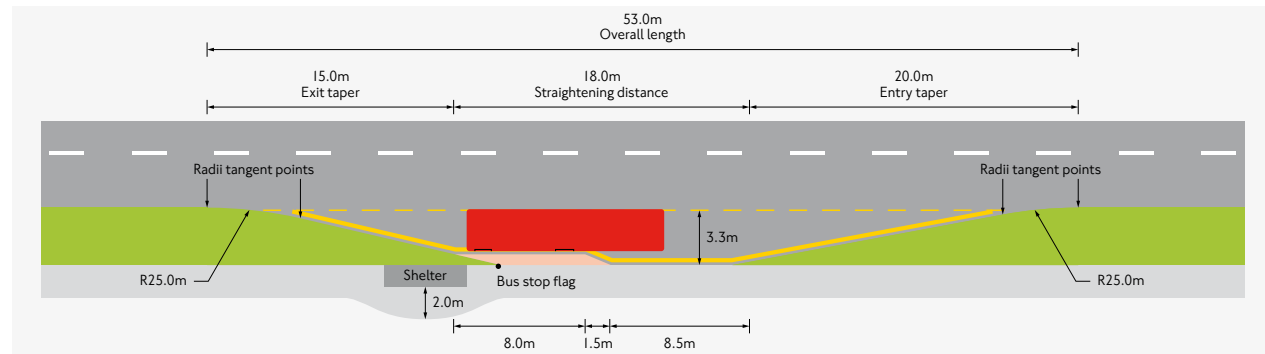 53.0m
Overall length
15.0m
Exit taper
18.0m
Straightening distance
20.0m
Entry taper
Radii tangent points
Radii tangent points
3.3m
R25.0m
Shelter
Bus stop flag
R25.0m
2.0m
8.0m
1.5m
8.5m